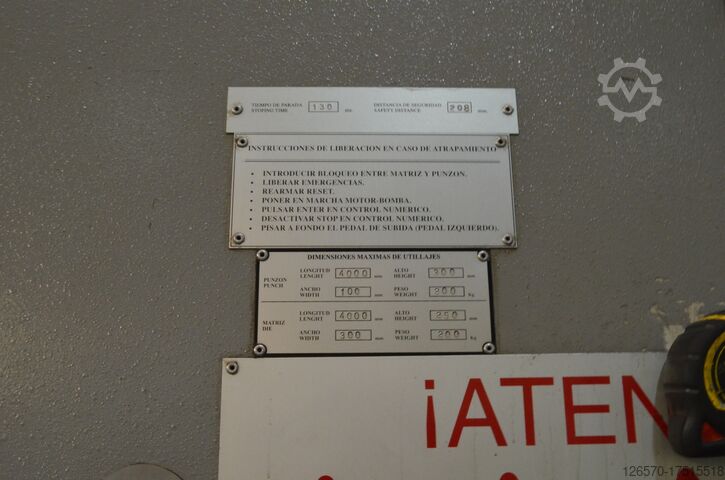 TIEMPO DE PARADA
STOPING TIME 130 ms.
DISTANCIA DE SEGURIDAD
SAFETY DISTANCE 208 mm.
INSTRUCCIONES DE LIBERACION EN CASO DE ATRAPAMIENTO
• INTRODUCIR BLOQUEO ENTRE MATRIZ Y PUNZON.
• LIBERAR EMERGENCIAS.
• REARMAR RESET.
• PONER EN MARCHA MOTOR-BOMBA.
• PULSAR ENTER EN CONTROL NUMERICO.
• DESACTIVAR STOP EN CONTROL NUMERICO.
• PISAR A FONDO EL PEDAL DE SUBIDA (PEDAL IZQUIERDO).
DIMENSIONES MAXIMAS DE UTILLAJES
PUNZON
PUNCH
LONGITUD
LENGHT 4000 mm
ALTO
HEIGHT 300 mm
ANCHO
WIDTH 100 mm
PESO
WEIGHT 200 Kg
MATRIZ
DIE
LONGITUD
LENGHT 4000 mm
ALTO
HEIGHT 250 mm
ANCHO
WIDTH 300 mm
PESO
WEIGHT 200 Kg
¡ATEN
126570-17515518